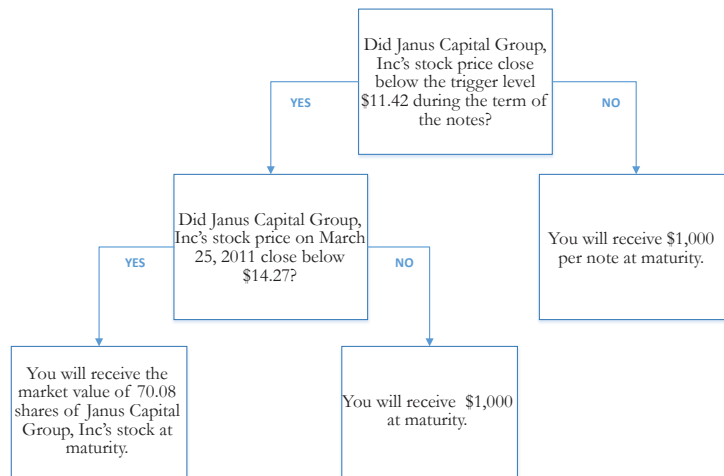 Did Janus Capital Group,
Inc's stock price close
below the trigger level
$11.42 during the term of
the notes?
YES
NO
Did Janus Capital Group,
Inc's stock price on March
25, 2011 close below
$14.27?
You will receive $1,000
per note at maturity.
YES
NO
You will receive the
market value of 70.08
shares of Janus Capital
Group, Inc's stock at
maturity.
You will receive  $1,000
at maturity.